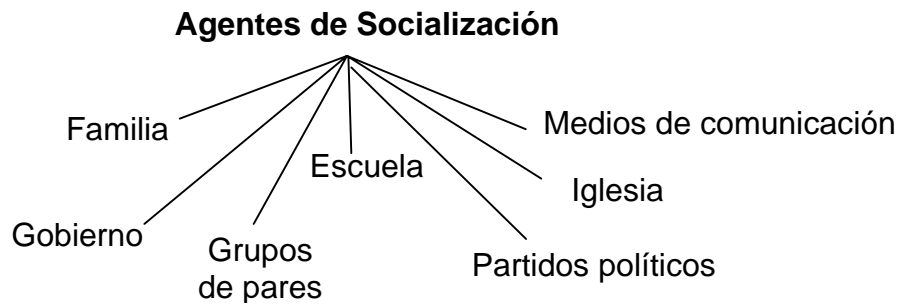 Agentes de Socialización
Familia
Medios de comunicación
Escuela
Iglesia
Gobierno
Grupos
de pares
Partidos políticos